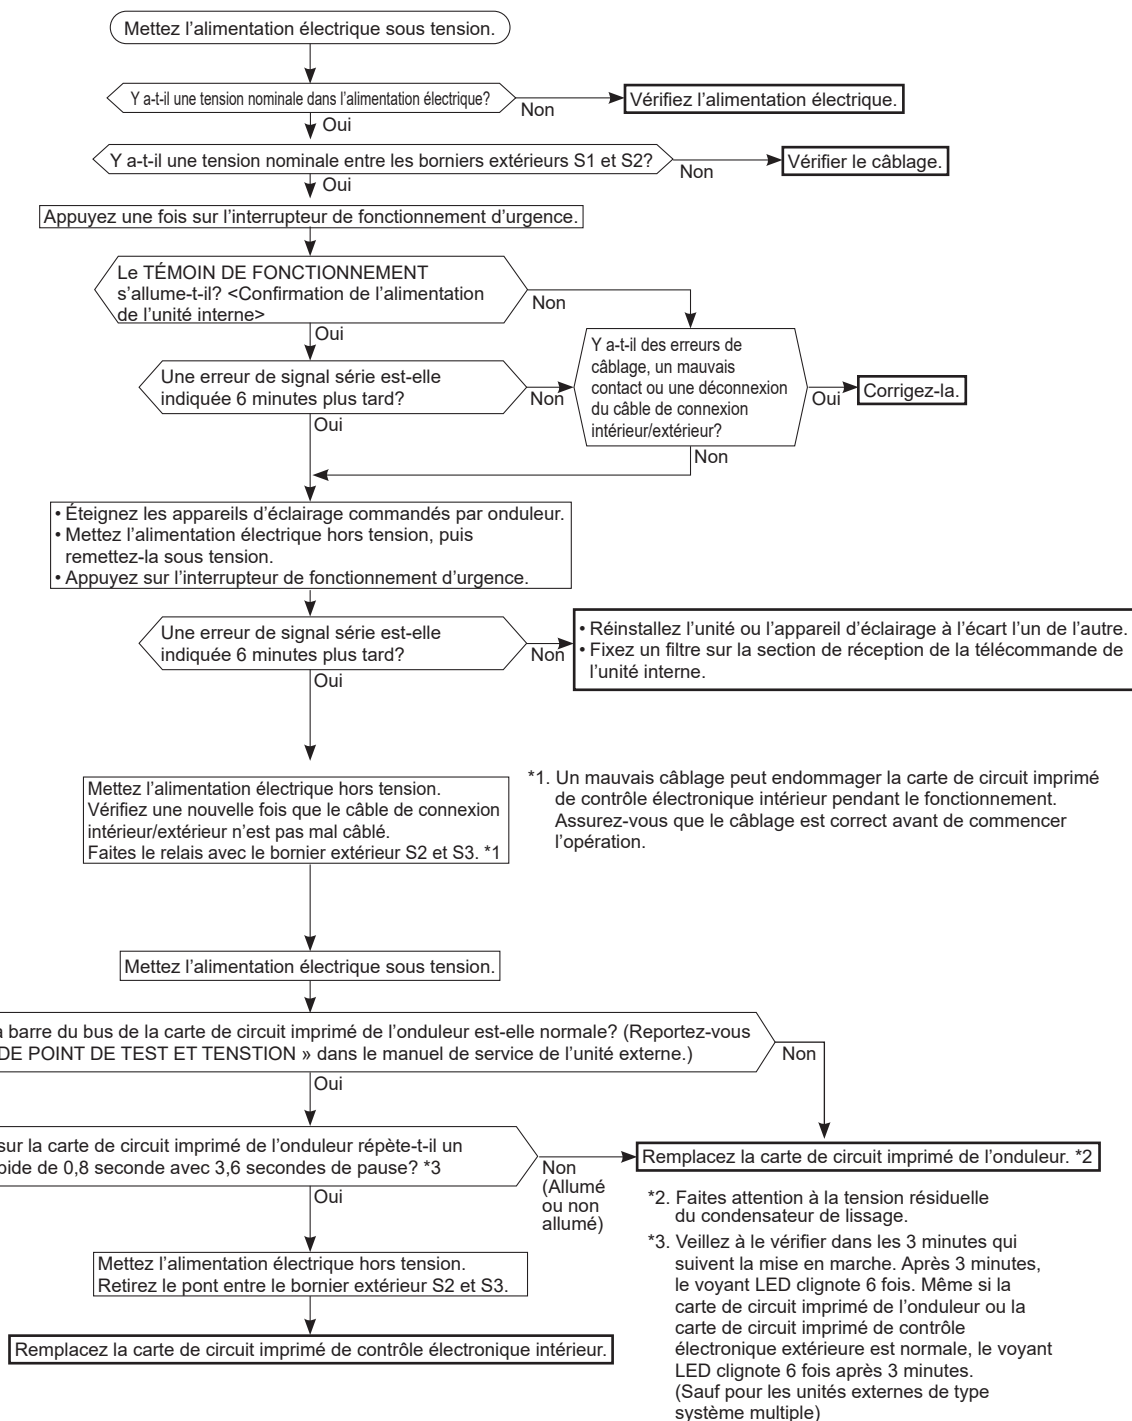 Mettez l’alimentation électrique sous tension.
Y a-t-il une tension nominale dans l’alimentation électrique?
Non
Vérifiez l’alimentation électrique.
Oui
Y a-t-il une tension nominale entre les borniers extérieurs S1 et S2?
Non
Vérifier le câblage.
Oui
Appuyez une fois sur l’interrupteur de fonctionnement d’urgence.
Le TÉMOIN DE FONCTIONNEMENT
s’allume-t-il? <Confirmation de l’alimentation
de l’unité interne>
Non
Oui
Y a-t-il des erreurs de
câblage, un mauvais
contact ou une déconnexion
du câble de connexion
intérieur/extérieur?
Oui
Corrigez-la.
Non
Une erreur de signal série est-elle
indiquée 6 minutes plus tard?
Non
Oui
• Éteignez les appareils d’éclairage commandés par onduleur.
• Mettez l’alimentation électrique hors tension, puis
remettez-la sous tension.
• Appuyez sur l’interrupteur de fonctionnement d’urgence.
Une erreur de signal série est-elle
indiquée 6 minutes plus tard?
Non
• Réinstallez l’unité ou l’appareil d’éclairage à l’écart l’un de l’autre.
• Fixez un filtre sur la section de réception de la télécommande de
l’unité interne.
Oui
Mettez l’alimentation électrique hors tension.
Vérifiez une nouvelle fois que le câble de connexion
intérieur/extérieur n’est pas mal câblé.
Faites le relais avec le bornier extérieur S2 et S3. *1
*1. Un mauvais câblage peut endommager la carte de circuit imprimé
de contrôle électronique intérieur pendant le fonctionnement.
Assurez-vous que le câblage est correct avant de commencer
l’opération.
Mettez l’alimentation électrique sous tension.
barre du bus de la carte de circuit imprimé de l’onduleur est-elle normale? (Reportez-vous
DE POINT DE TEST ET TENSTION » dans le manuel de service de l’unité externe.)
Non
Oui
sur la carte de circuit imprimé de l’onduleur répète-t-il un
de 0,8 seconde avec 3,6 secondes de pause? *3
Non
(Allumé
ou non
allumé)
Remplacez la carte de circuit imprimé de l’onduleur. *2
Oui
*2. Faites attention à la tension résiduelle
du condensateur de lissage.
*3. Veillez à le vérifier dans les 3 minutes qui
suivent la mise en marche. Après 3 minutes,
le voyant LED clignote 6 fois. Même si la
carte de circuit imprimé de l’onduleur ou la
carte de circuit imprimé de contrôle
électronique extérieure est normale, le voyant
LED clignote 6 fois après 3 minutes.
(Sauf pour les unités externes de type
système multiple)
Mettez l’alimentation électrique hors tension.
Retirez le pont entre le bornier extérieur S2 et S3.
Remplacez la carte de circuit imprimé de contrôle électronique intérieur.